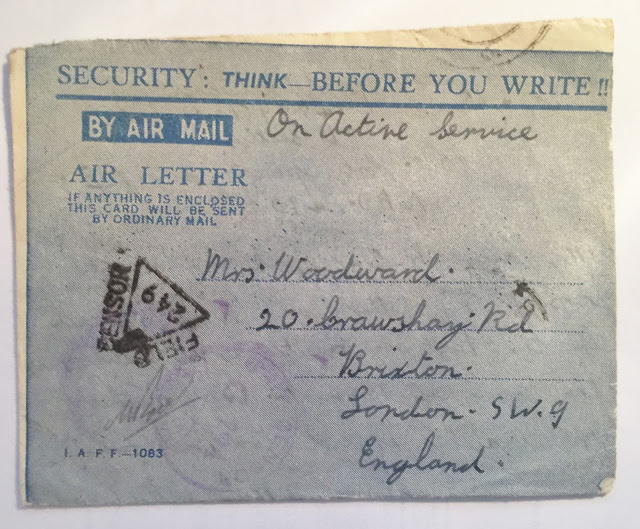 SECURITY: THINK—BEFORE YOU WRITE!!
BY AIR MAIL On Active Service
AIR LETTER
IF ANYTHING IS ENCLOSED
THIS CARD WILL BE SENT
BY ORDINARY MAIL
Mrs. Woodward.
20. Crawshay Rd
Brixton.
London. S.W.9
England.
FIELD
CENSOR
249
I.A.F.F.—1083